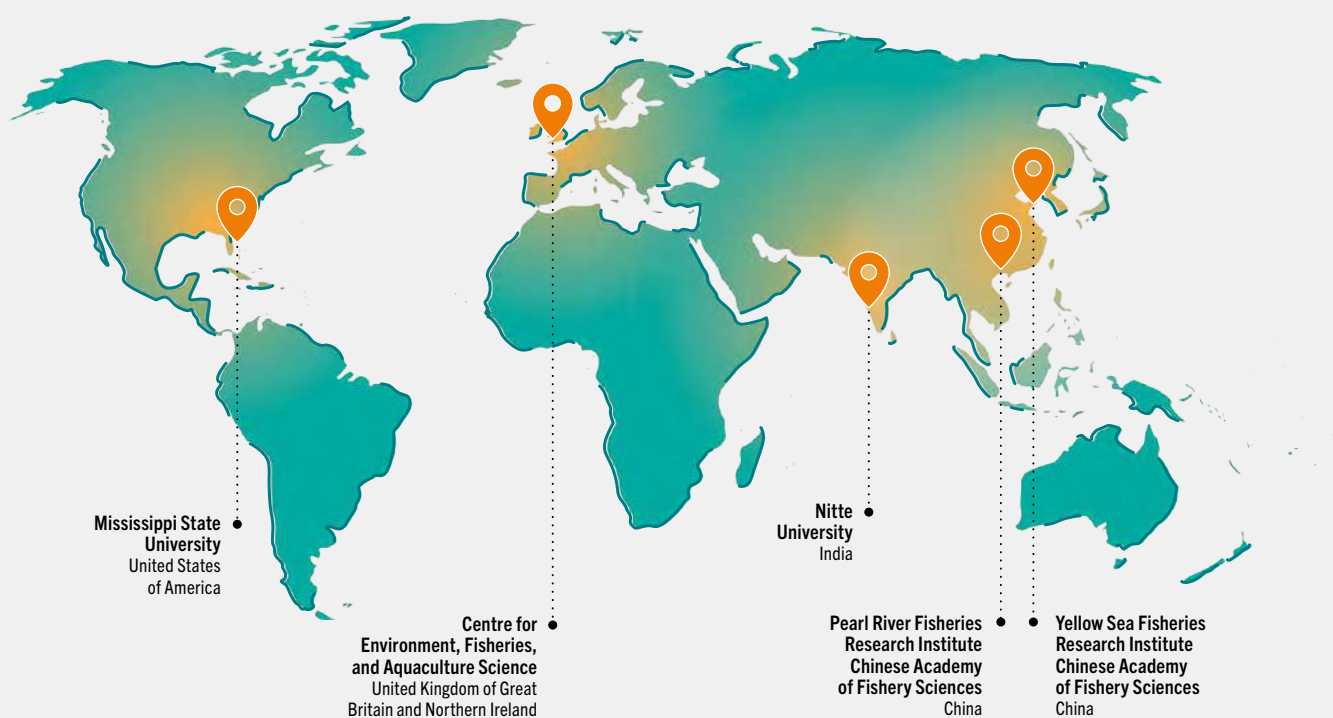 Mississippi State
University
United States
of America
Centre for
Environment, Fisheries,
and Aquaculture Science
United Kingdom of Great
Britain and Northern Ireland
Nitte
University
India
Pearl River Fisheries
Research Institute
Chinese Academy
of Fishery Sciences
China
Yellow Sea Fisheries
Research Institute
Chinese Academy
of Fishery Sciences
China